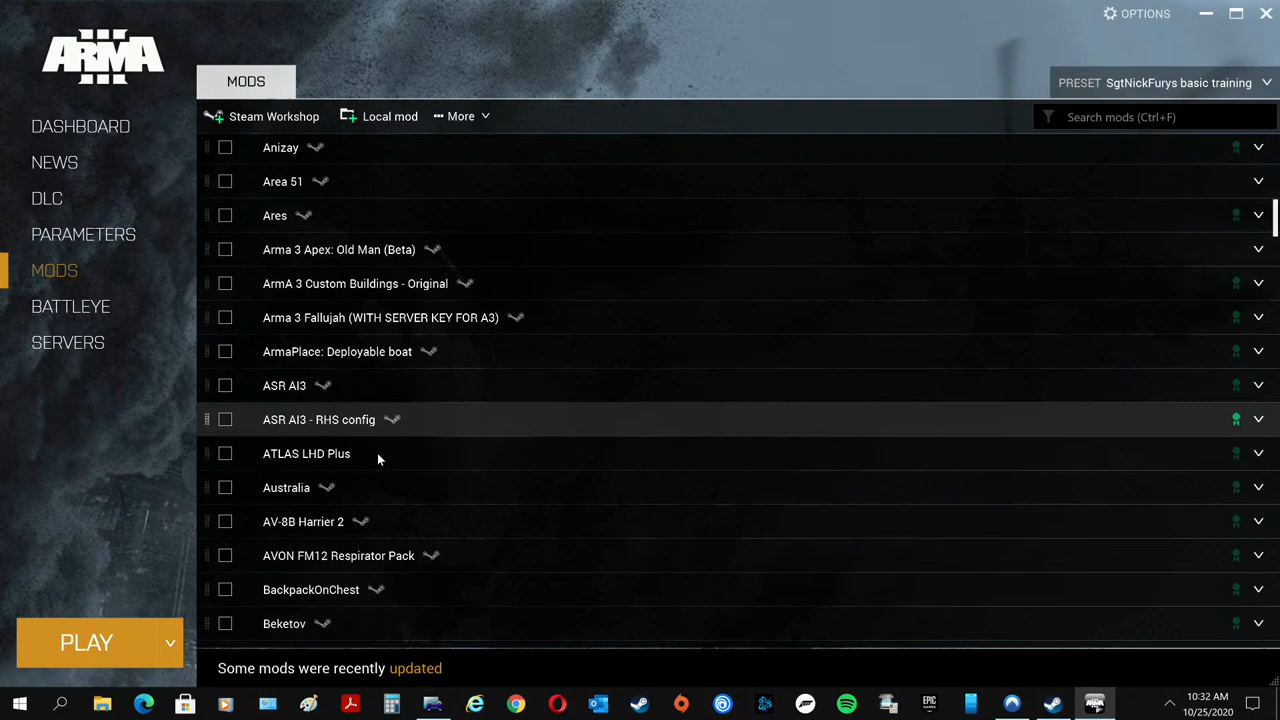 OPTIONS
ARMA
III
MODS
PRESET SgtNickFurys basic training
Steam Workshop
Local mod
More
Search mods (Ctrl+F)
DASHBOARD
NEWS
DLC
PARAMETERS
MODS
BATTLEYE
SERVERS
Anizay
Area 51
Ares
Arma 3 Apex: Old Man (Beta)
ArmA 3 Custom Buildings - Original
Arma 3 Fallujah (WITH SERVER KEY FOR A3)
ArmaPlace: Deployable boat
ASR AI3
ASR AI3 - RHS config
ATLAS LHD Plus
Australia
AV-8B Harrier 2
AVON FM12 Respirator Pack
BackpackOnChest
Beketov
PLAY
Some mods were recently updated
EPIC
GAMES
10:32 AM
10/25/2020